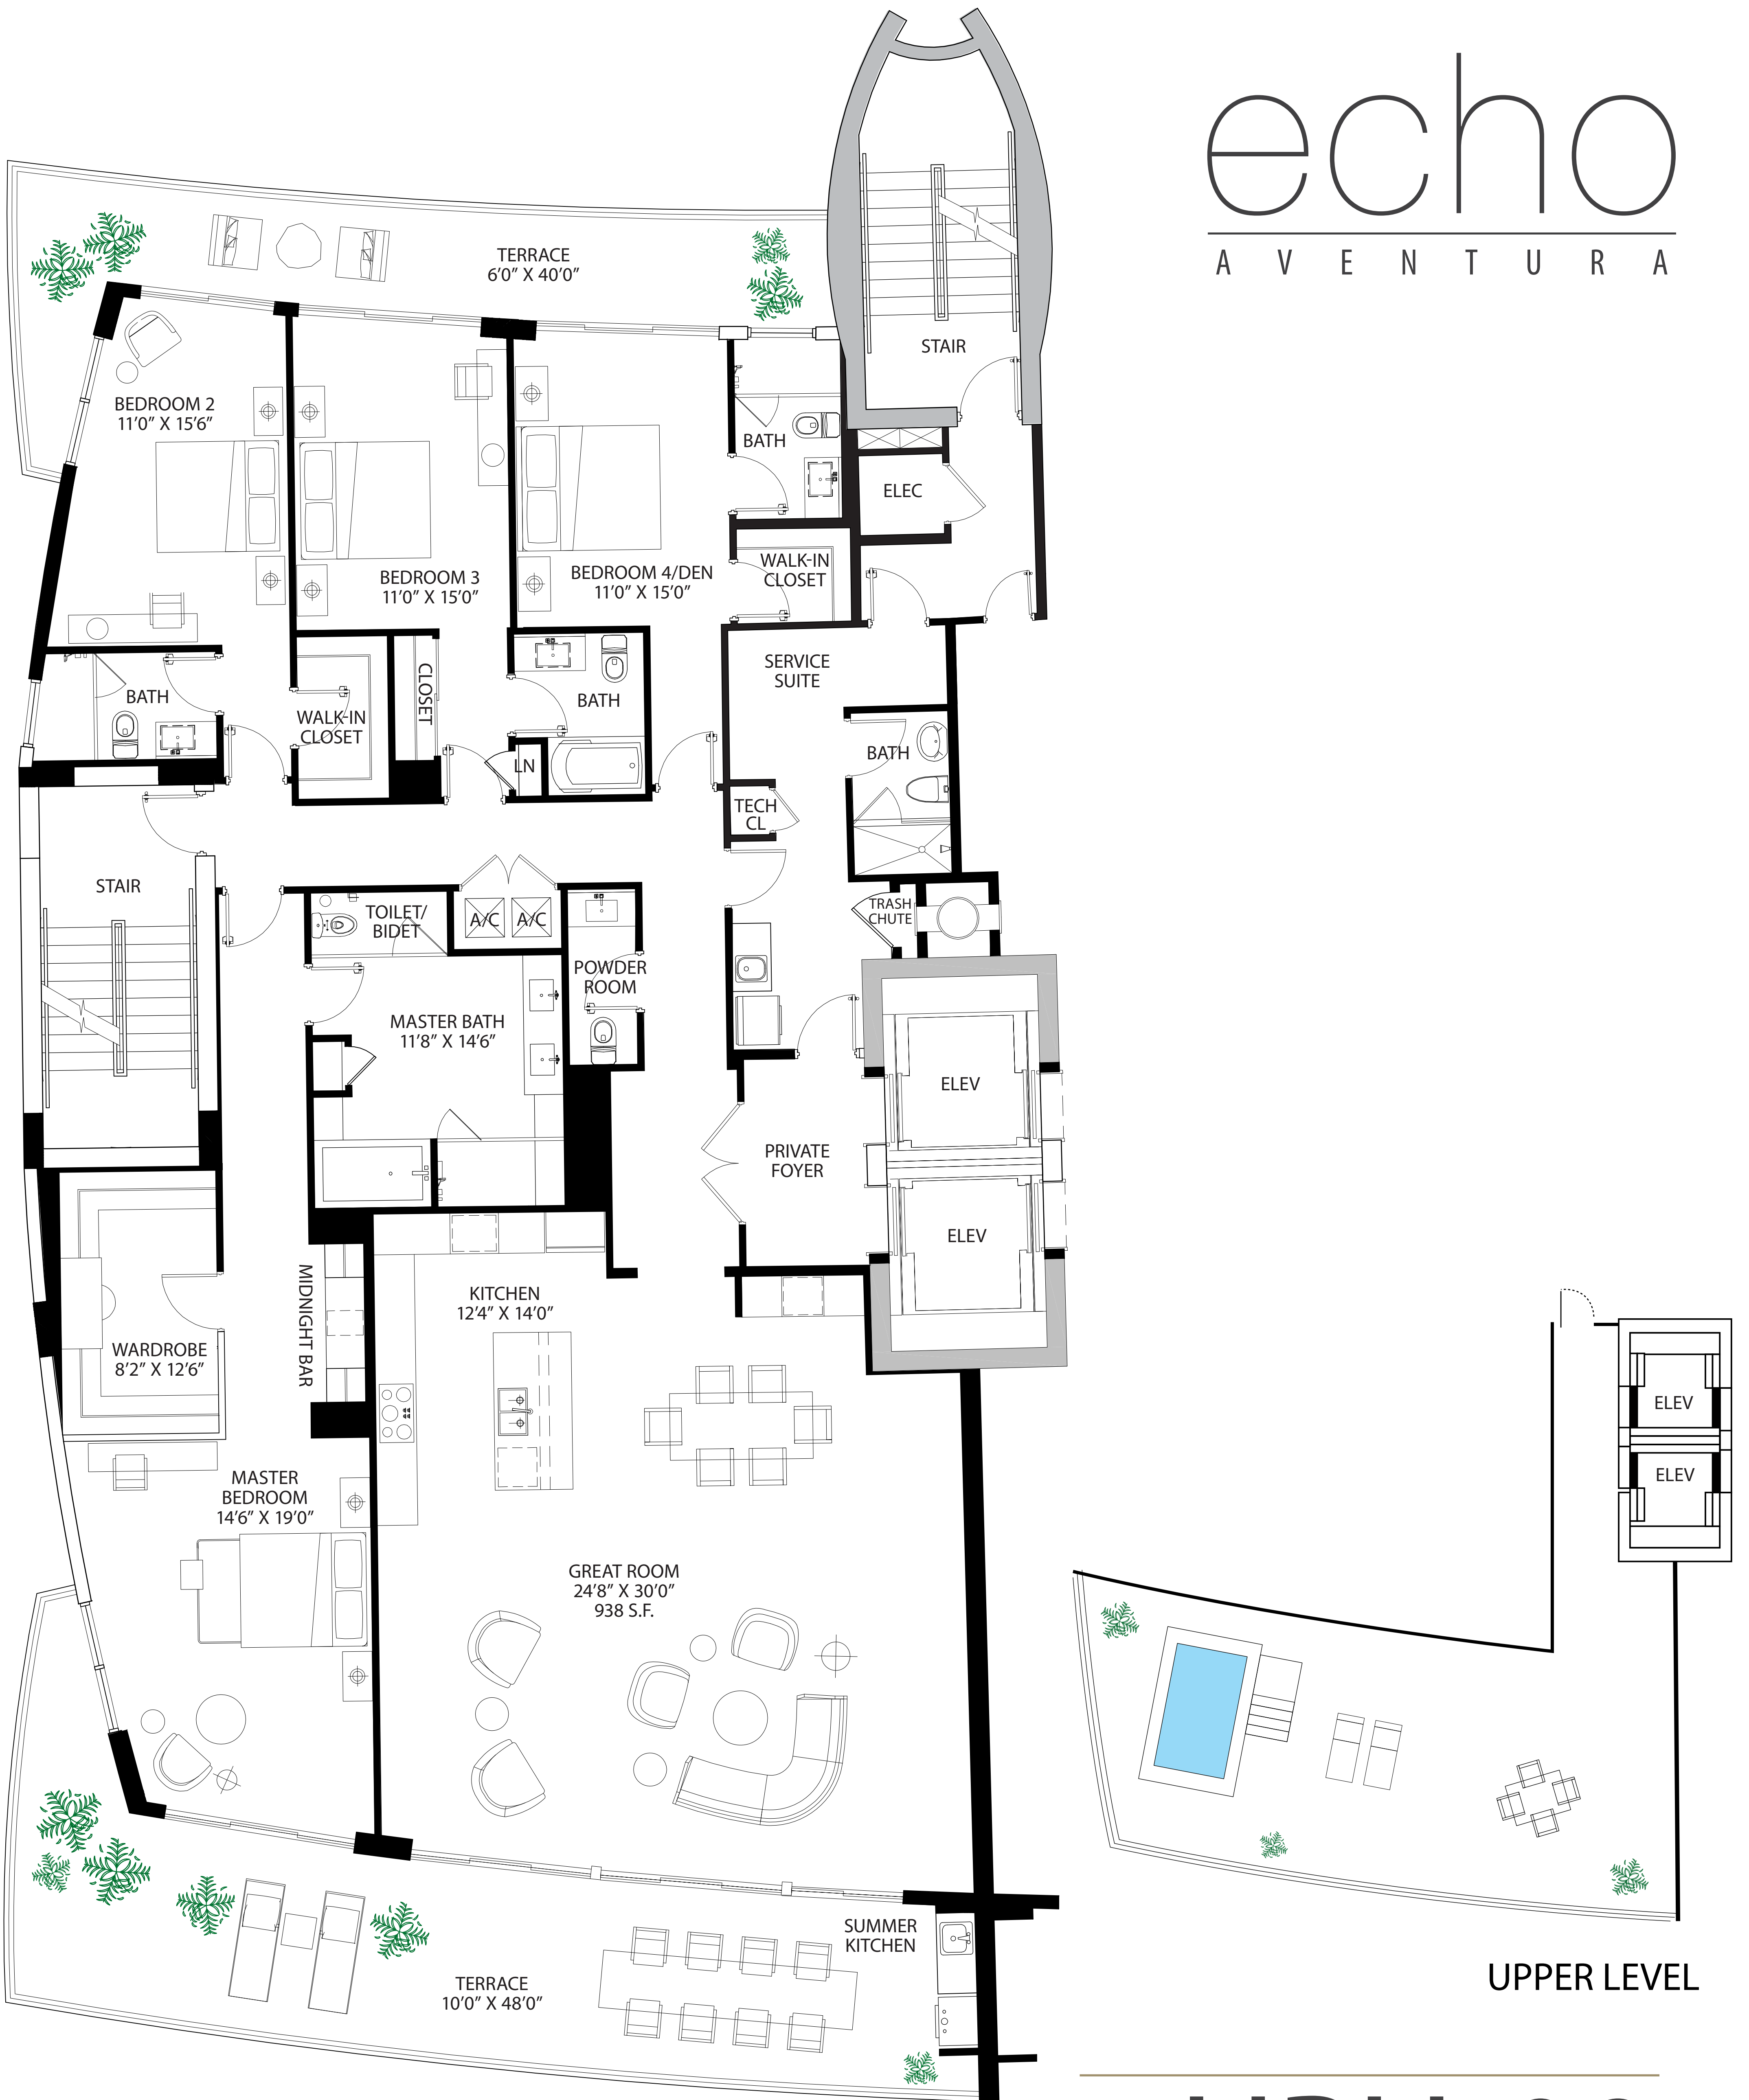 echo
AVENTURA
TERRACE
6'0" X 40'0"
STAIR
BEDROOM 2
11'0" X 15'6"
BATH
ELEC
BEDROOM 3
11'0" X 15'0"
BEDROOM 4/DEN
11'0" X 15'0"
WALK-IN
CLOSET
SERVICE
SUITE
BATH
WALK-IN
CLOSET
CLOSET
BATH
LN
BATH
TECH
CL
STAIR
TOILET/
BIDET
A/C
A/C
TRASH
CHUTE
POWDER
ROOM
MASTER BATH
11'8" X 14'6"
ELEV
PRIVATE
FOYER
ELEV
MIDNIGHT BAR
KITCHEN
12'4" X 14'0"
WARDROBE
8'2" X 12'6"
MASTER
BEDROOM
14'6" X 19'0"
GREAT ROOM
24'8" X 30'0"
938 S.F.
ELEV
ELEV
SUMMER
KITCHEN
TERRACE
10'0" X 48'0"
UPPER LEVEL